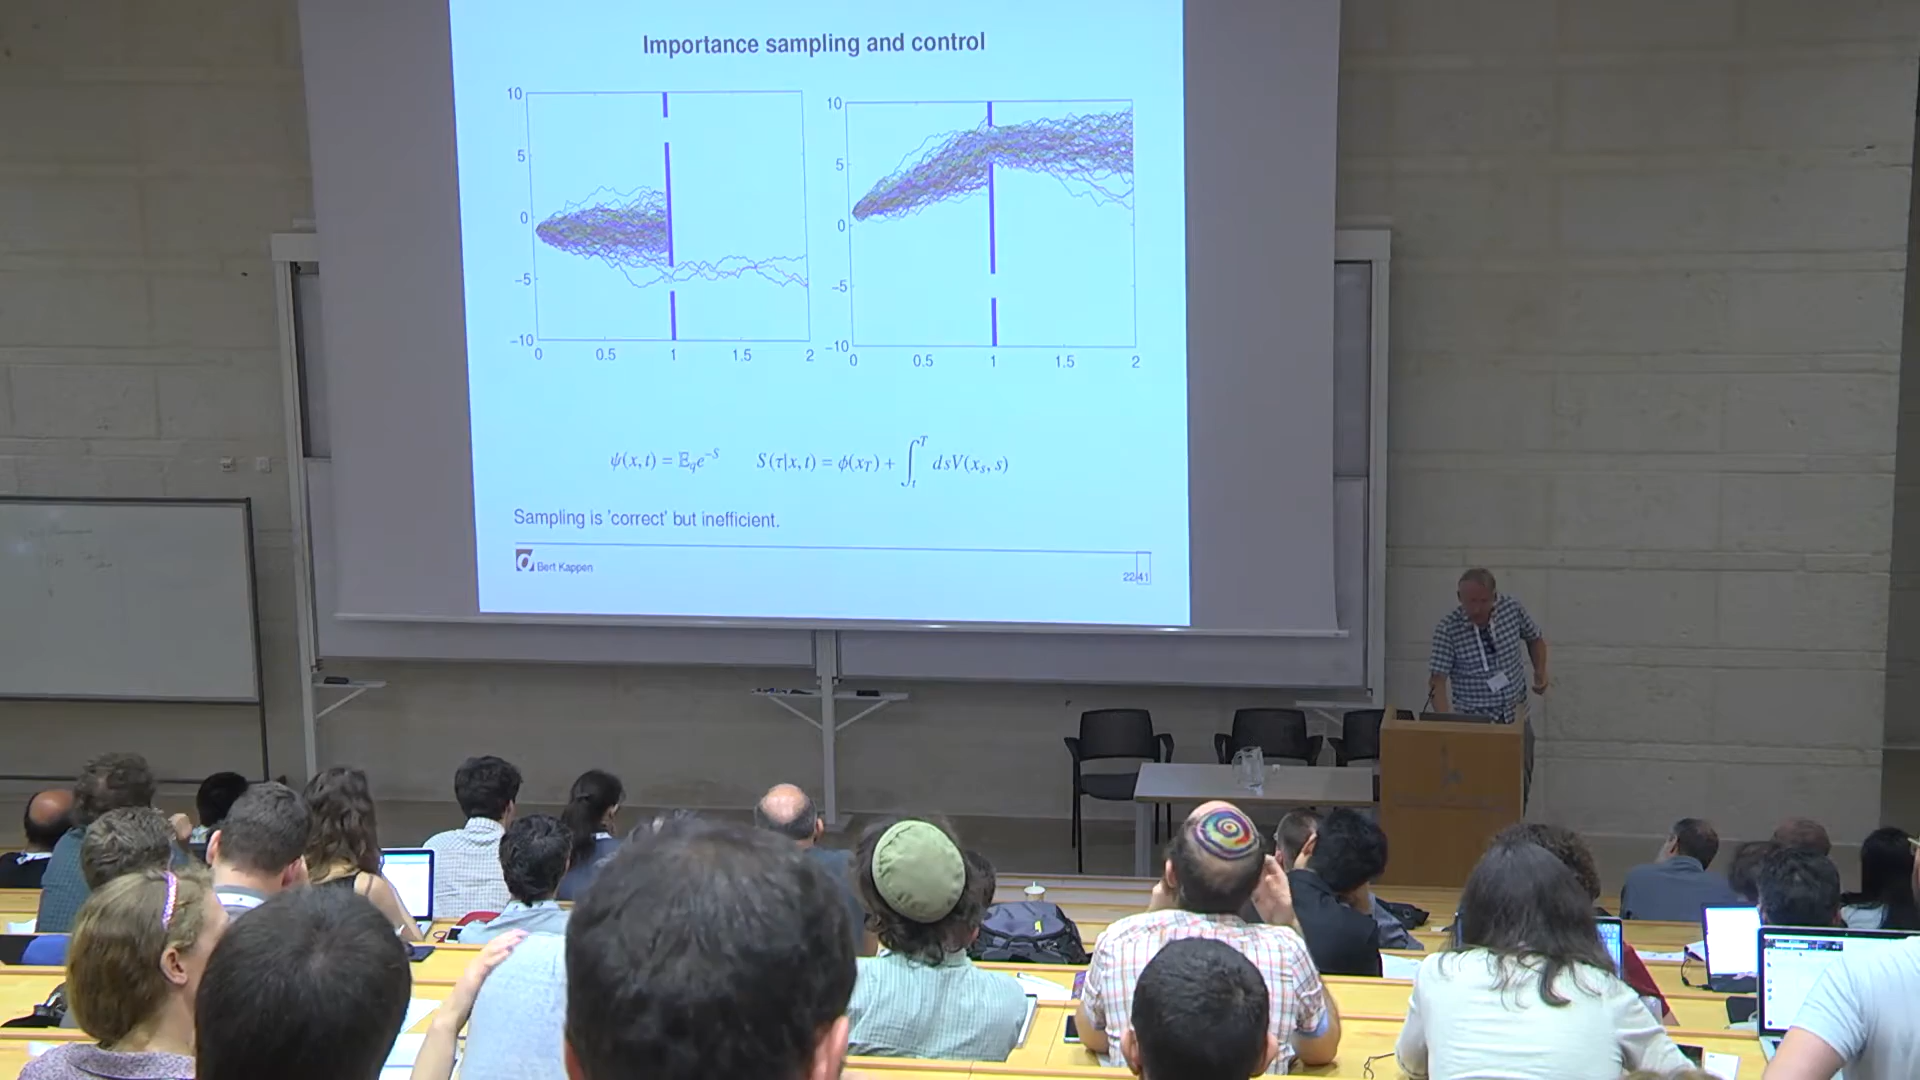 Importance sampling and control
10
5
0
−5
−10
0 0.5 1 1.5 2
10
5
0
−5
−10
0 0.5 1 1.5 2
ψ(x, t) = 𝔼_q e^{−S} S(τ|x, t) = ϕ(x_T) + ∫_t^T dsV(x_s, s)
Sampling is 'correct' but inefficient.
Bert Kappen
22/41